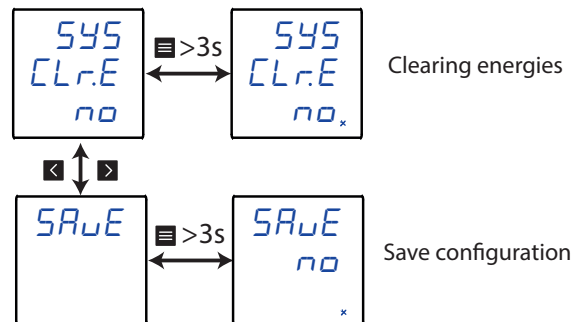 SYS
CLr.E
no
>3s
SYS
CLr.E
no
x
Clearing energies
< >
SAuE
>3s
SAuE
no
x
Save configuration